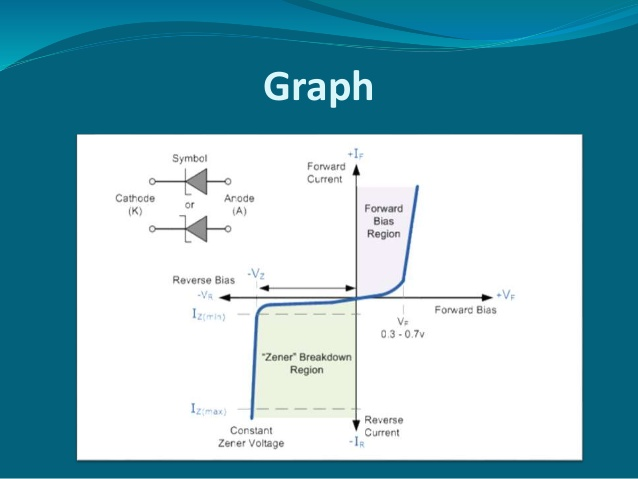 Graph
Symbol
Cathode
(K)
or
Anode
(A)
+IF
Forward
Current
Forward
Bias
Region
Reverse Bias
-VZ
-VR
+VF
Forward Bias
IZ(min)
VF
0.3 - 0.7v
"Zener" Breakdown
Region
IZ(max)
Constant
Zener Voltage
Reverse
Current
-IR